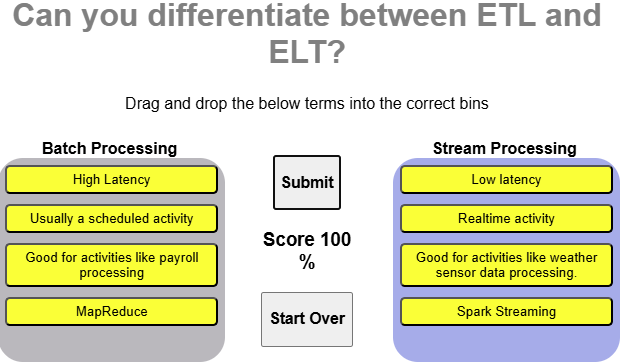 Can you differentiate between ETL and
ELT?
Drag and drop the below terms into the correct bins
Batch Processing
High Latency
Usually a scheduled activity
Good for activities like payroll
processing
MapReduce
Submit
Score 100
%
Start Over
Stream Processing
Low latency
Realtime activity
Good for activities like weather
sensor data processing.
Spark Streaming